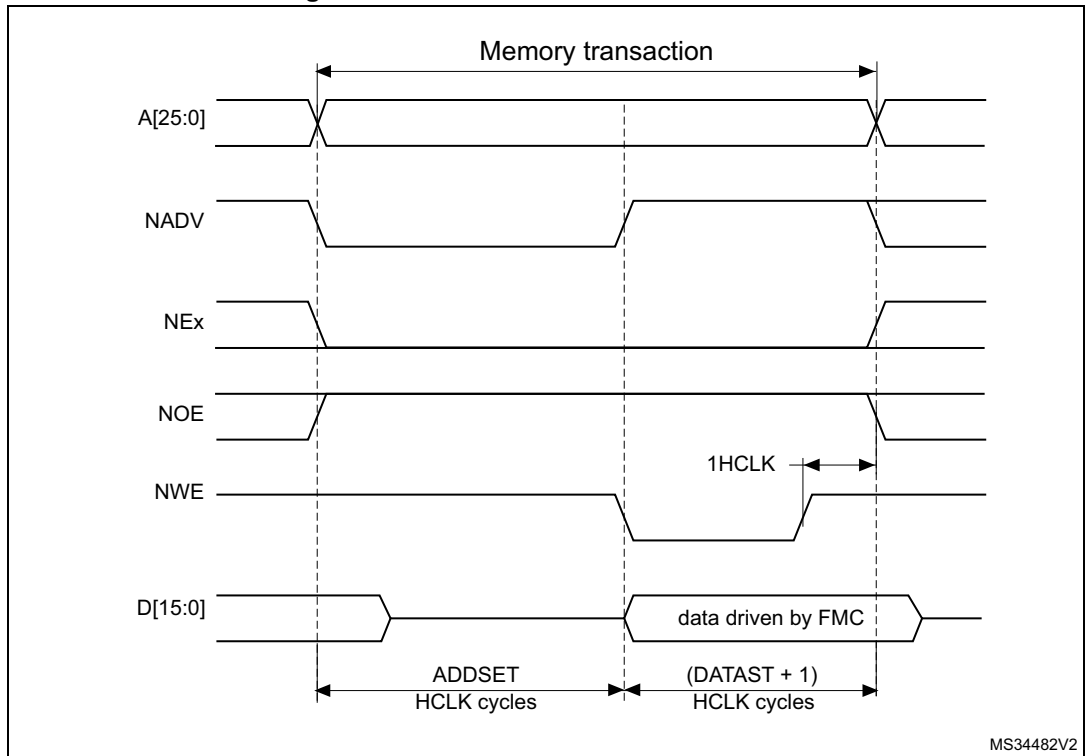 Memory transaction
A[25:0]
NADV
NEx
NOE
1HCLK
NWE
D[15:0]
data driven by FMC
ADDSET
HCLK cycles
(DATAST + 1)
HCLK cycles
MS34482V2